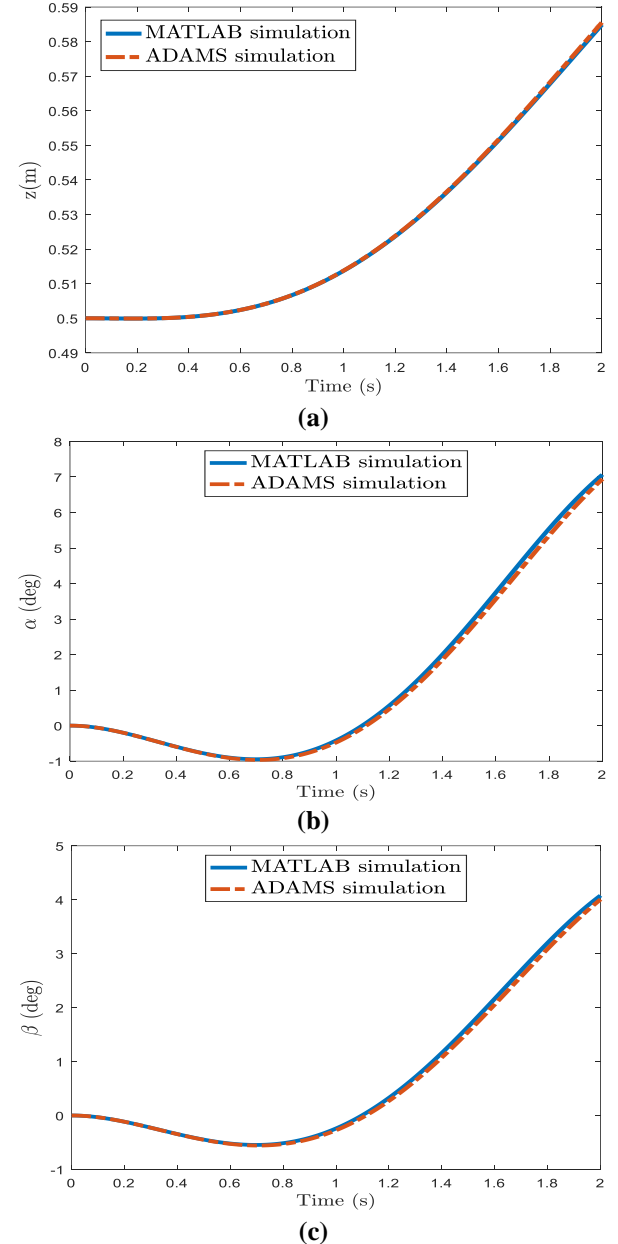 0.59
MATLAB simulation
ADAMS simulation
0.58
0.57
0.56
0.55
z(m)
0.54
0.53
0.52
0.51
0.5
0.49
0 0.2 0.4 0.6 0.8 1 1.2 1.4 1.6 1.8 2
Time (s)
(a)
8
MATLAB simulation
ADAMS simulation
7
6
5
4
α (deg)
3
2
1
0
-1
0 0.2 0.4 0.6 0.8 1 1.2 1.4 1.6 1.8 2
Time (s)
(b)
5
MATLAB simulation
ADAMS simulation
4
3
β (deg)
2
1
0
-1
0 0.2 0.4 0.6 0.8 1 1.2 1.4 1.6 1.8 2
Time (s)
(c)